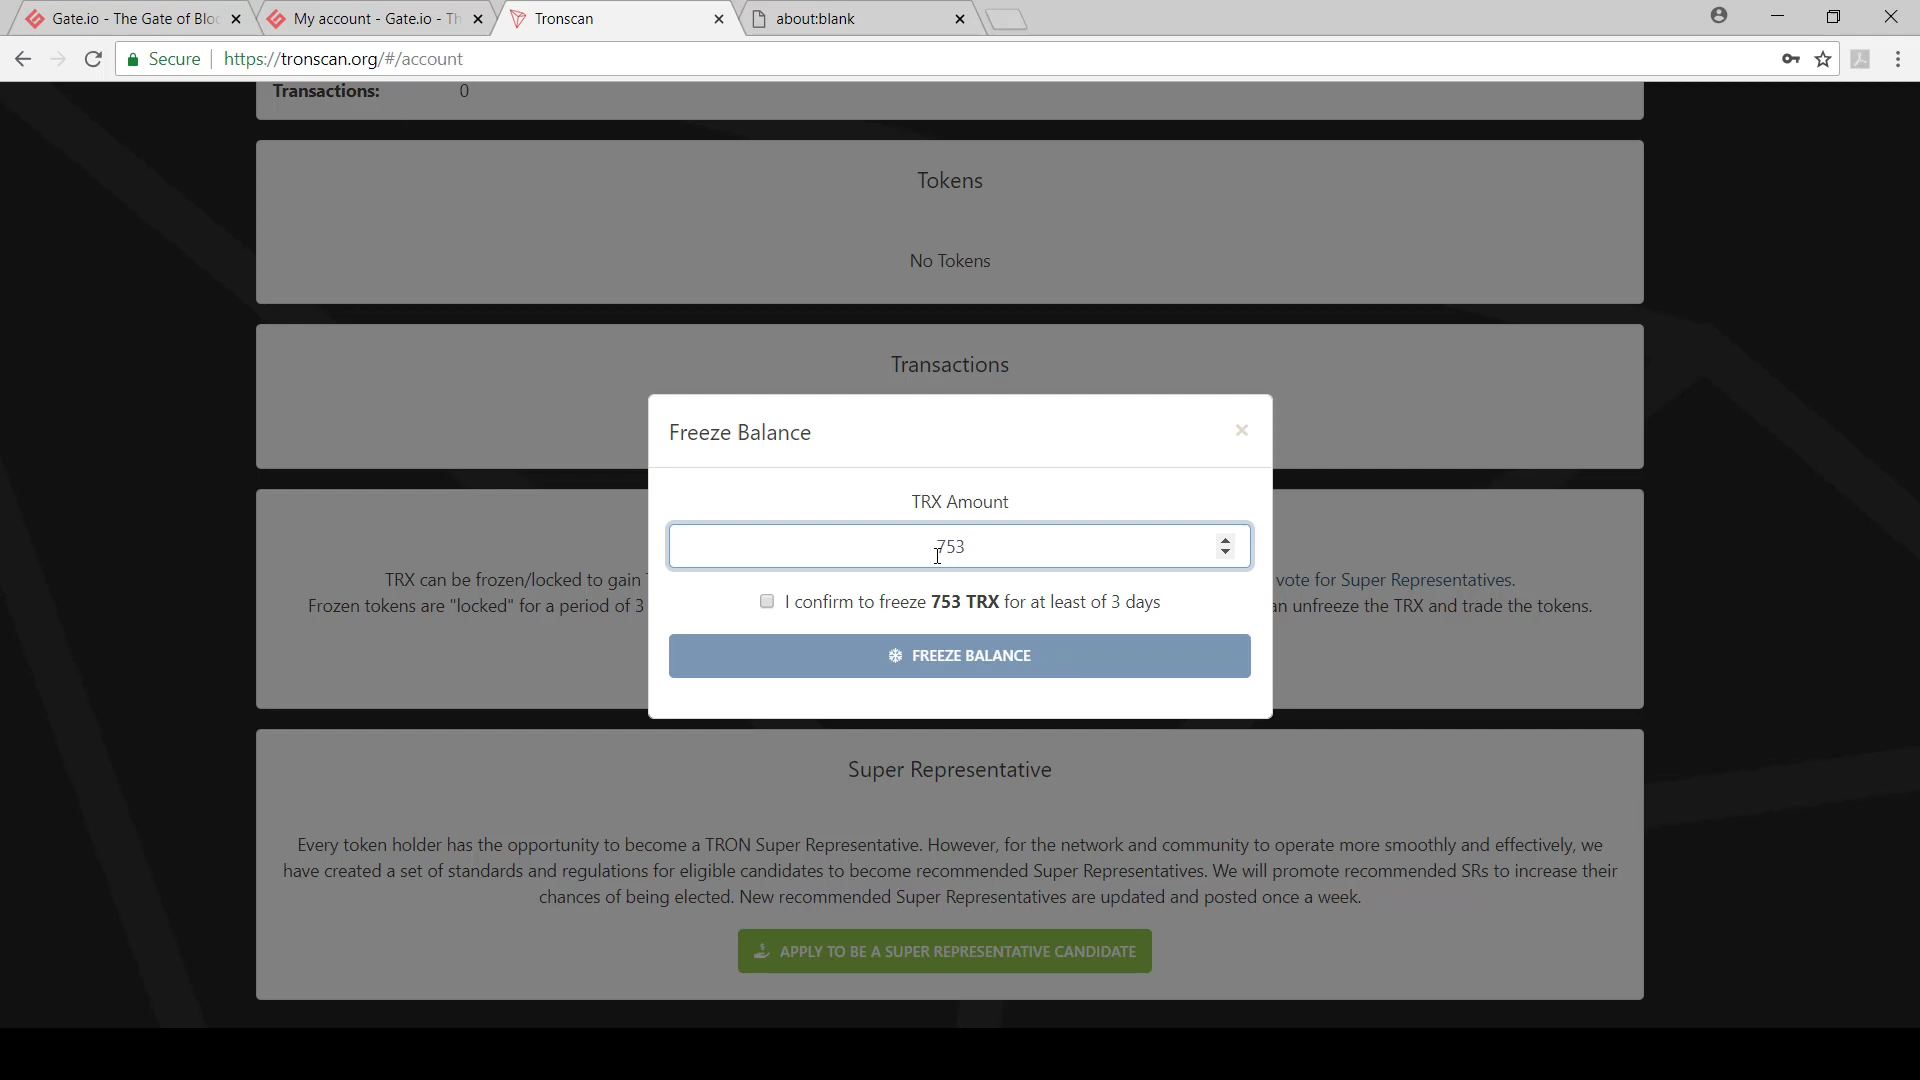 Gate.io - The Gate of Bloc
My account - Gate.io - Th
Tronscan
about:blank
Secure
https://tronscan.org/#/account
Transactions: 0
Tokens
No Tokens
Transactions
Freeze Balance
TRX Amount
753
I confirm to freeze 753 TRX for at least of 3 days
FREEZE BALANCE
TRX can be frozen/locked to gain
vote for Super Representatives.
Frozen tokens are "locked" for a period of 3
an unfreeze the TRX and trade the tokens.
Super Representative
Every token holder has the opportunity to become a TRON Super Representative. However, for the network and community to operate more smoothly and effectively, we
have created a set of standards and regulations for eligible candidates to become recommended Super Representatives. We will promote recommended SRs to increase their
chances of being elected. New recommended Super Representatives are updated and posted once a week.
APPLY TO BE A SUPER REPRESENTATIVE CANDIDATE